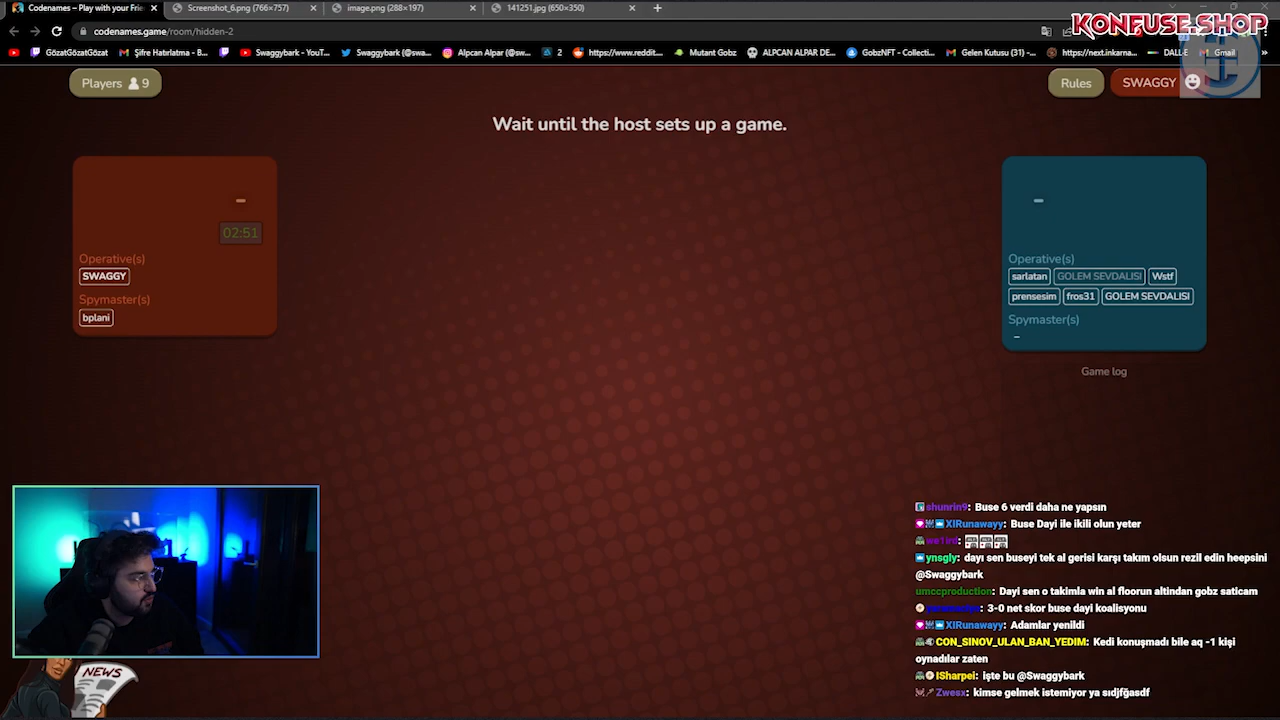 Codenames – Play with your Frie
Screenshot_6.png (766×757)
image.png (288×197)
141251.jpg (650×350)
codenames.game/room/hidden-2
KONFUSE.SHOP
GözatGözatGözat
Şifre Hatırlatma - B...
Swaggybark - YouT...
Swaggybark (@swa...
Alpcan Alpar (@sw...
2
https://www.reddit...
Mutant Gobz
ALPCAN ALPAR DE...
GobzNFT - Collecti...
Gelen Kutusu (31) -...
https://next.inkarna...
DALL·E
Gmail
Players 9
Rules
SWAGGY
Wait until the host sets up a game.
–
02:51
Operative(s)
SWAGGY
Spymaster(s)
bplani
–
Operative(s)
sarlatan GOLEM SEVDALISI Wstf
prensesim fros31 GOLEM SEVDALISI
Spymaster(s)
–
Game log
shunrin9: Buse 6 verdi daha ne yapsın
XIRunawayy: Buse Dayi ile ikili olun yeter
we1ird:
ynsgly: dayı sen buseyi tek al gerisi karşı takım olsun rezil edin heepsini
@Swaggybark
umccproduction: Dayi sen o takimla win al floorun altindan gobz saticam
3-0 net skor buse dayi koalisyonu
XIRunawayy: Adamlar yenildi
CON_SINOV_ULAN_BAN_YEDIM: Kedi konuşmadı bile aq -1 kişi
oynadılar zaten
ISharpei: işte bu @Swaggybark
Zwesx: kimse gelmek istemiyor ya sıdjfğasdf
NEWS